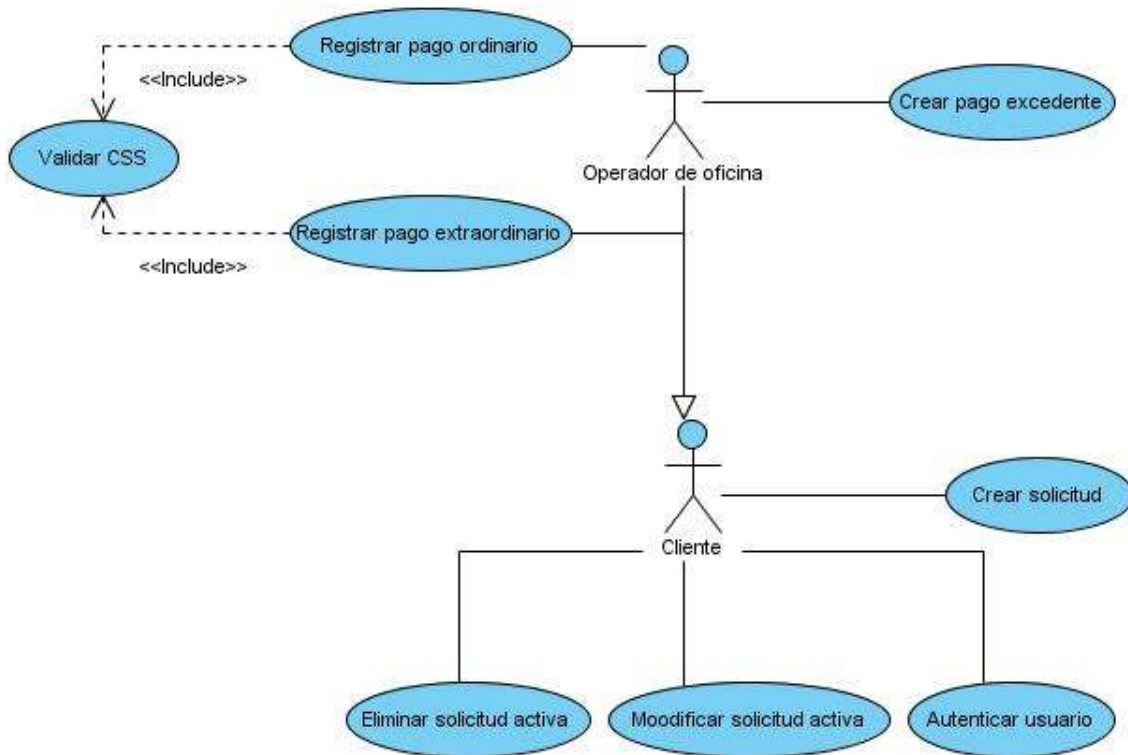 Registrar pago ordinario
<<Include>>
Crear pago excedente
Validar CSS
Operador de oficina
Registrar pago extraordinario
<<Include>>
Crear solicitud
Cliente
Eliminar solicitud activa
Moodificar solicitud activa
Autenticar usuario